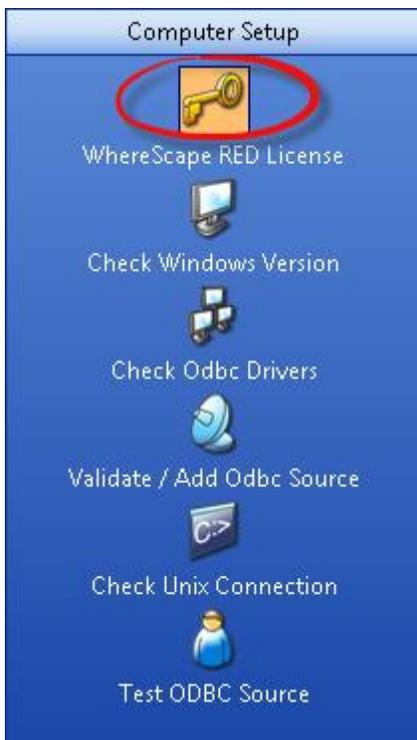 Computer Setup
WhereScape RED License
Check Windows Version
Check Odbc Drivers
Validate / Add Odbc Source
C:>
Check Unix Connection
Test ODBC Source